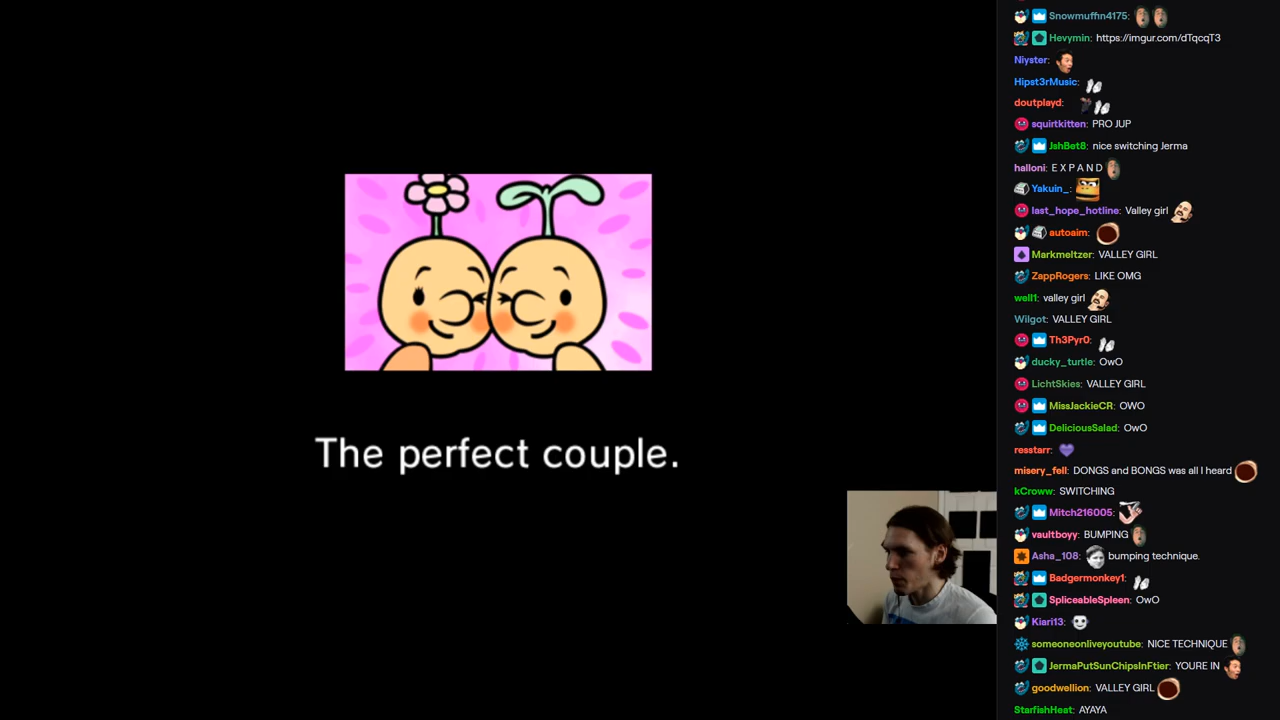 The perfect couple.
Snowmuffin4175:
Hevymin: https://imgur.com/dTqcqT3
Niyster:
Hipst3rMusic:
doutplayd:
squirtkitten: PRO JUP
JshBet8: nice switching Jerma
halloni: E X P A N D
Yakuin_:
last_hope_hotline: Valley girl
autoaim:
Markmeltzer: VALLEY GIRL
ZappRogers: LIKE OMG
well1: valley girl
Wilgot: VALLEY GIRL
Th3Pyr0:
ducky_turtle: OwO
LichtSkies: VALLEY GIRL
MissJackieCR: OWO
DeliciousSalad: OwO
resstarr:
misery_fell: DONGS and BONGS was all I heard
kCroww: SWITCHING
Mitch216005:
vaultboyy: BUMPING
Asha_108: bumping technique.
Badgermonkey1:
SpliceableSpleen: OwO
Kiari13:
someoneonliveyoutube: NICE TECHNIQUE
JermaPutSunChipsInFtier: YOURE IN
goodwellion: VALLEY GIRL
StarfishHeat: AYAYA